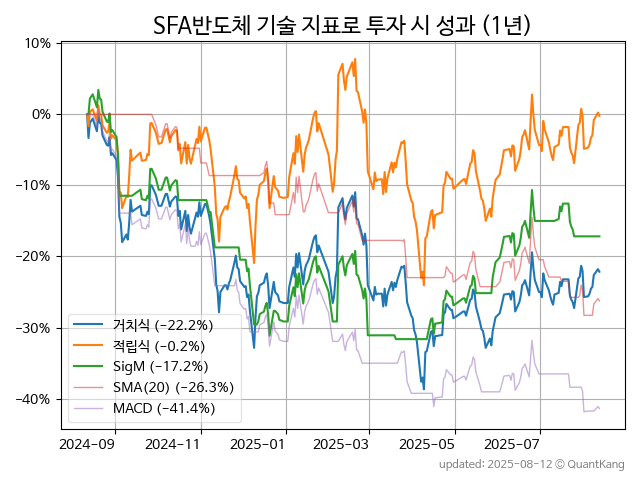 SFA반도체 기술 지표로 투자 시 성과 (1년)
10%
0%
−10%
−20%
−30%
−40%
거치식 (−22.2%)
적립식 (−0.2%)
SigM (−17.2%)
SMA(20) (−26.3%)
MACD (−41.4%)
2024−09 2024−11 2025−01 2025−03 2025−05 2025−07
updated: 2025−08−12 © QuantKang